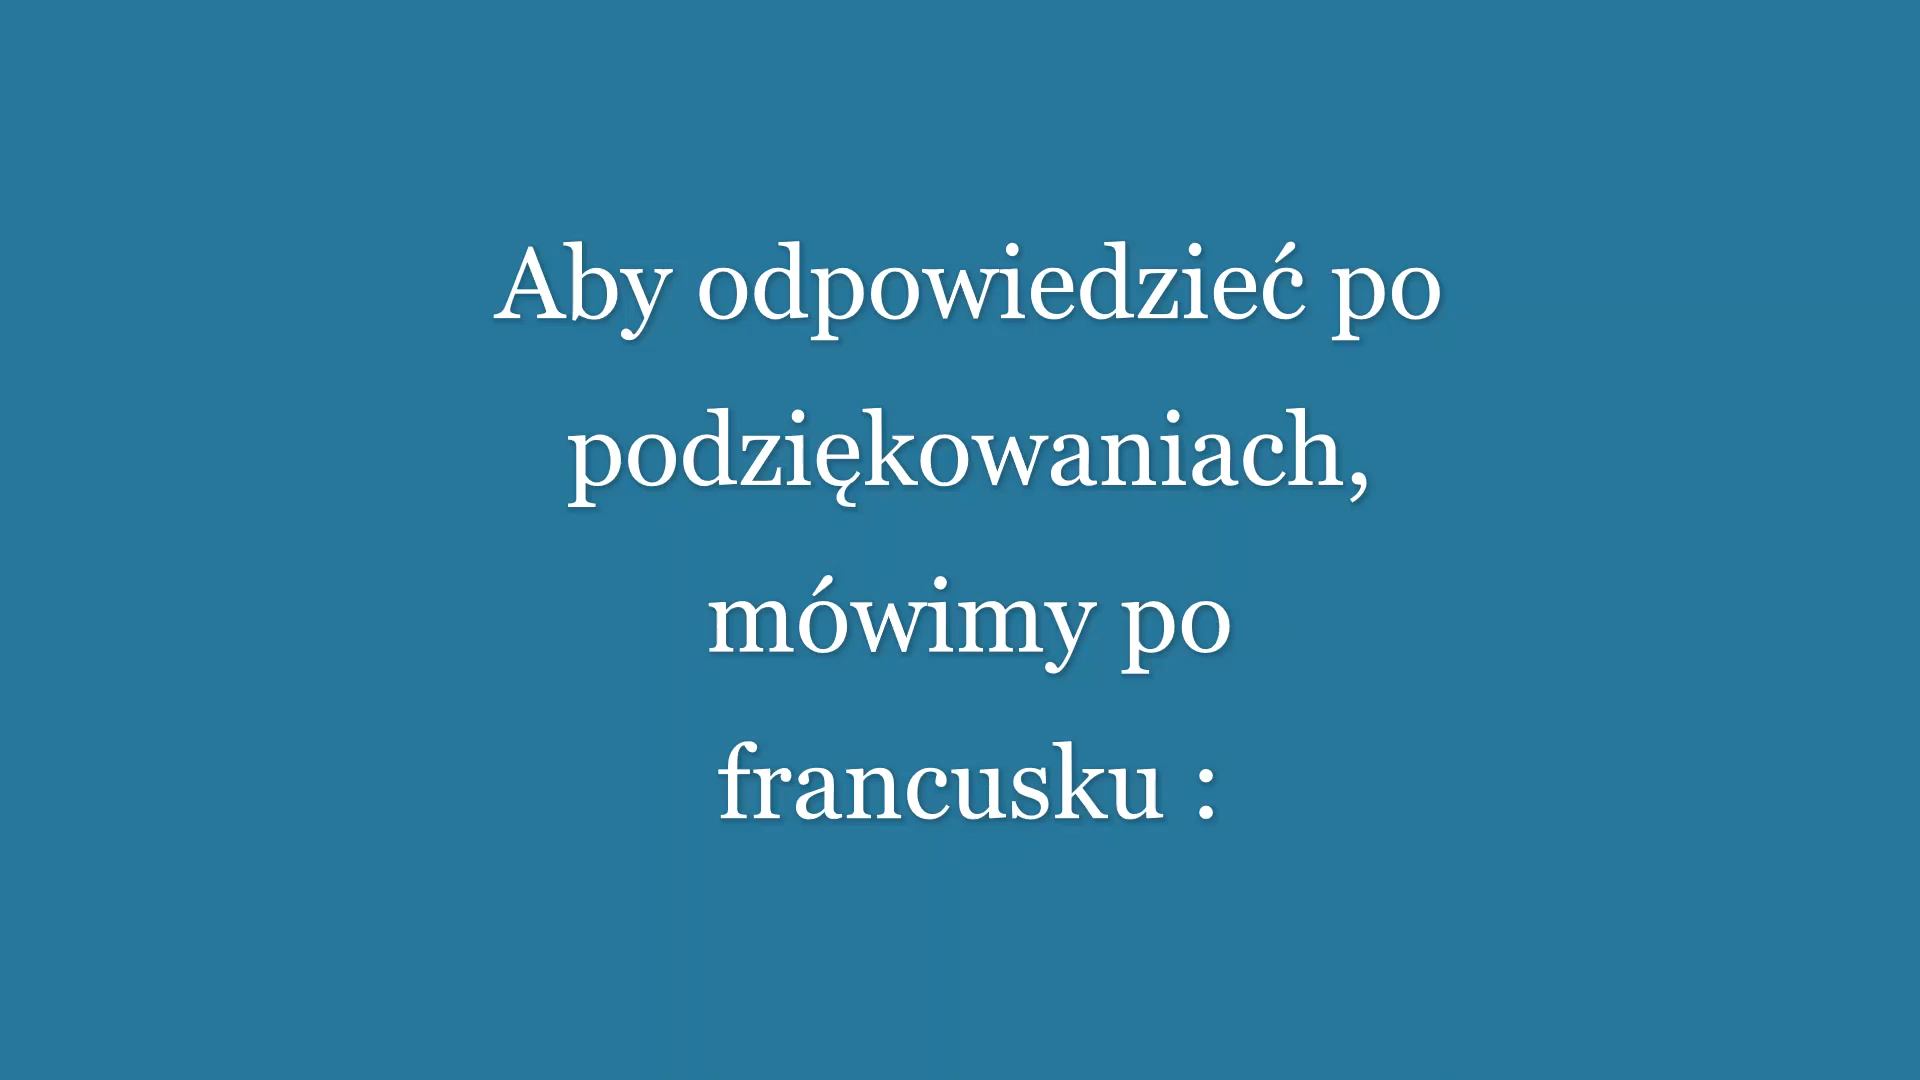 Aby odpowiedzieć po
podziękowaniach,
mówimy po
francusku :